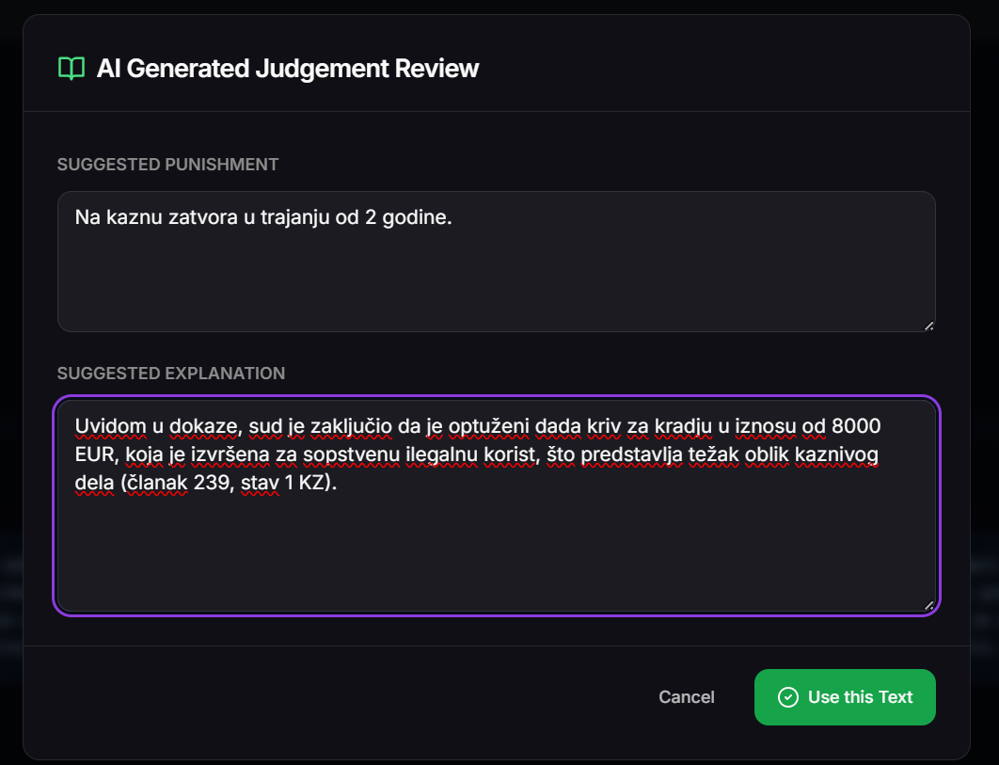 AI Generated Judgement Review
SUGGESTED PUNISHMENT
Na kaznu zatvora u trajanju od 2 godine.
SUGGESTED EXPLANATION
Uvidom u dokaze, sud je zaključio da je optuženi dada kriv za kradju u iznosu od 8000
EUR, koja je izvršena za sopstvenu ilegalnu korist, što predstavlja težak oblik kaznivog
dela (članak 239, stav 1 KZ).
Cancel
Use this Text